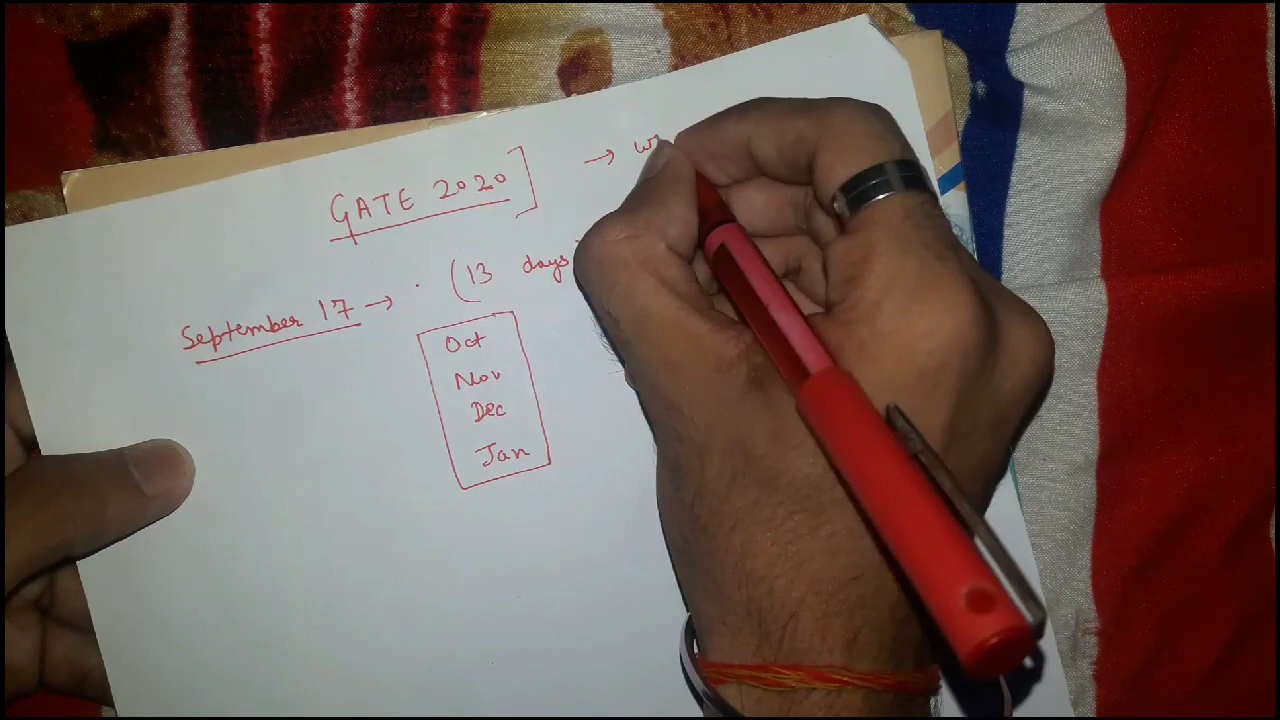 GATE 2020] →
September 17 → . (13 days
Oct
Nov
Dec
Jan